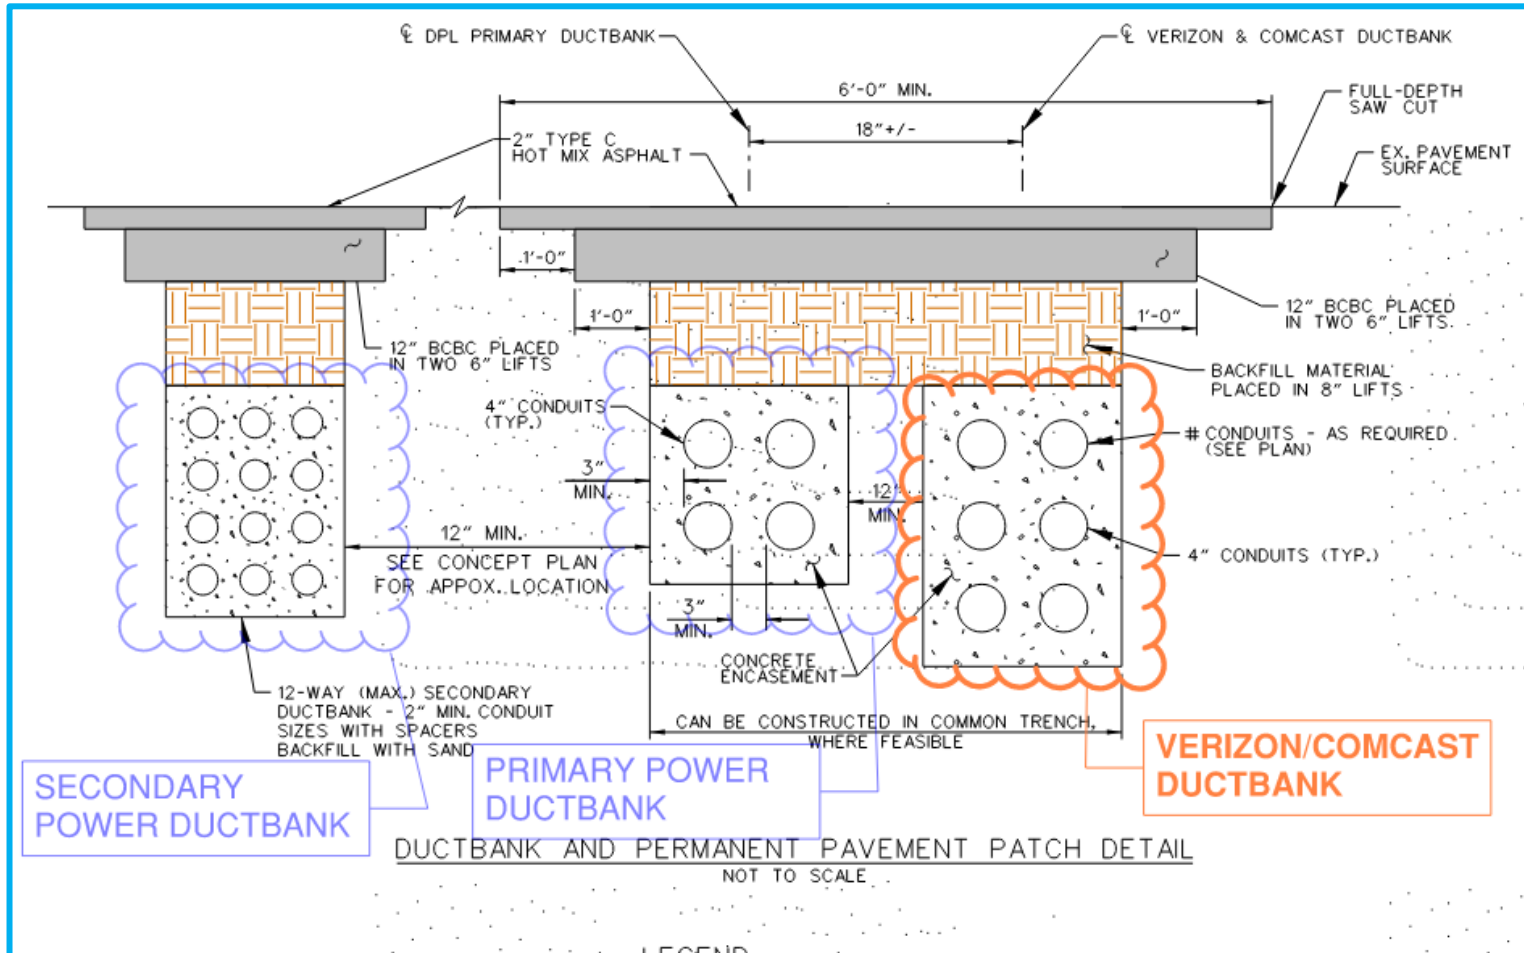 ℄ DPL PRIMARY DUCTBANK
℄ VERIZON & COMCAST DUCTBANK
6'-0" MIN.
FULL-DEPTH
SAW CUT
18"+/-
2" TYPE C
HOT MIX ASPHALT
EX. PAVEMENT
SURFACE
1'-0"
1'-0"
1'-0"
12" BCBC PLACED
IN TWO 6" LIFTS
12" BCBC PLACED
IN TWO 6" LIFTS.
BACKFILL MATERIAL
PLACED IN 8" LIFTS
4" CONDUITS
(TYP.)
# CONDUITS - AS REQUIRED.
(SEE PLAN)
3"
MIN.
12"
MIN.
12" MIN.
SEE CONCEPT PLAN
FOR APPOX. LOCATION
4" CONDUITS (TYP.)
3"
MIN.
CONCRETE
ENCASEMENT
12-WAY (MAX.) SECONDARY
DUCTBANK - 2" MIN. CONDUIT
SIZES WITH SPACERS
BACKFILL WITH SAND
CAN BE CONSTRUCTED IN COMMON TRENCH,
WHERE FEASIBLE
SECONDARY
POWER DUCTBANK
PRIMARY POWER
DUCTBANK
VERIZON/COMCAST
DUCTBANK
DUCTBANK AND PERMANENT PAVEMENT PATCH DETAIL
NOT TO SCALE
LEGEND